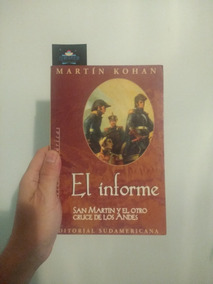 MARTÍN KOHAN
El informe
SAN MARTÍN Y EL OTRO
CRUCE DE LOS ANDES
EDITORIAL SUDAMERICANA